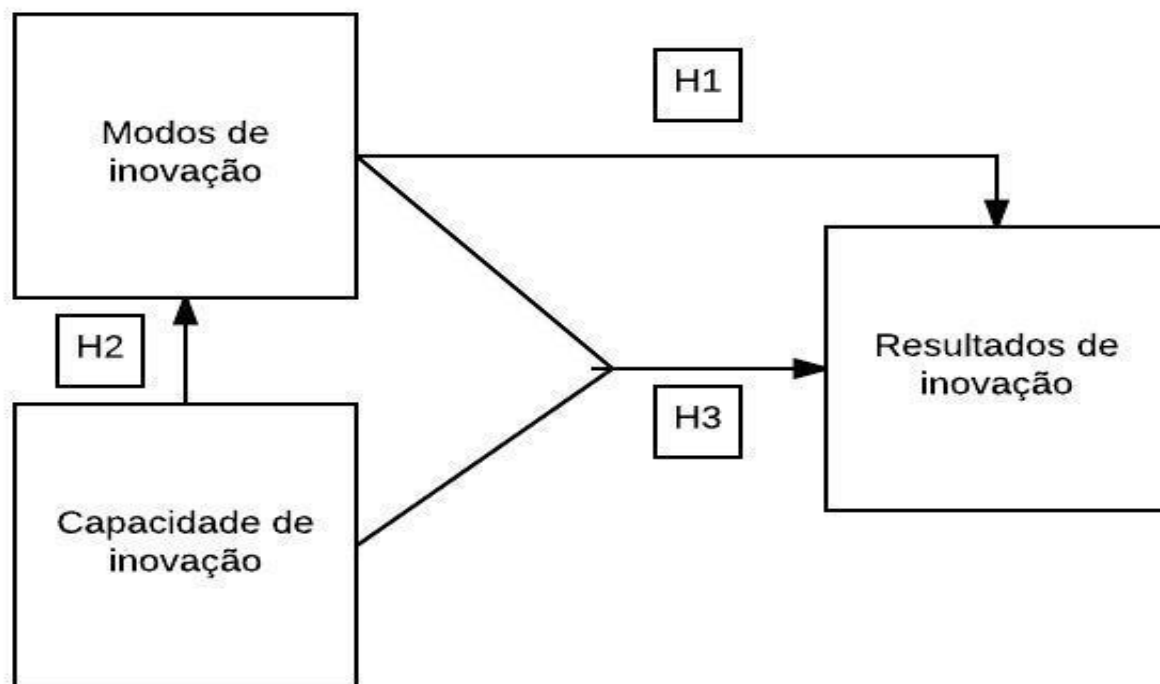 H1
Modos de
inovação
H2
Resultados de
inovação
H3
Capacidade de
inovação